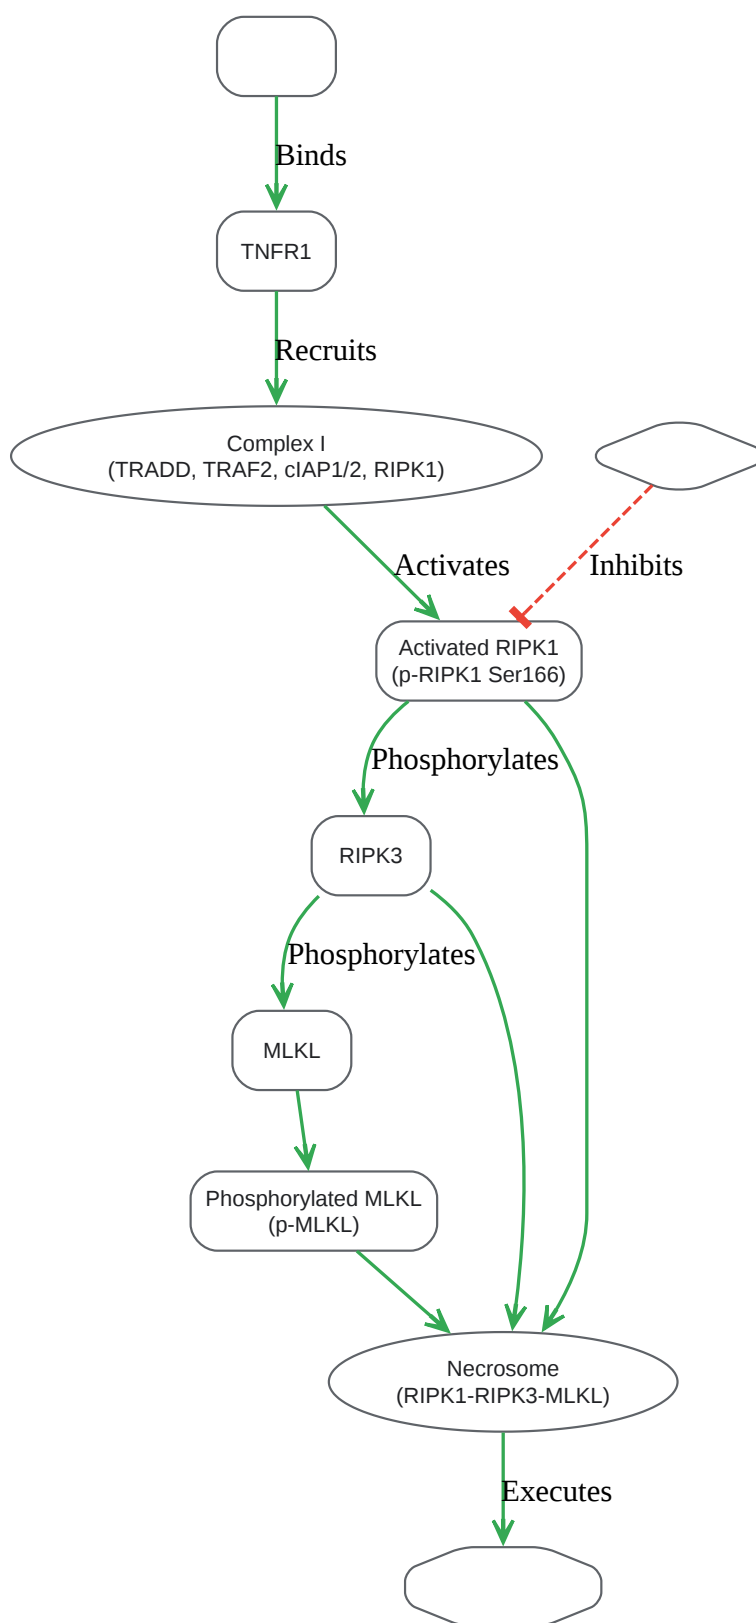 Binds
TNFR1
Recruits
Complex I
(TRADD, TRAF2, cIAP1/2, RIPK1)
Activates
Inhibits
Activated RIPK1
(p-RIPK1 Ser166)
Phosphorylates
RIPK3
Phosphorylates
MLKL
Phosphorylated MLKL
(p-MLKL)
Necrosome
(RIPK1-RIPK3-MLKL)
Executes